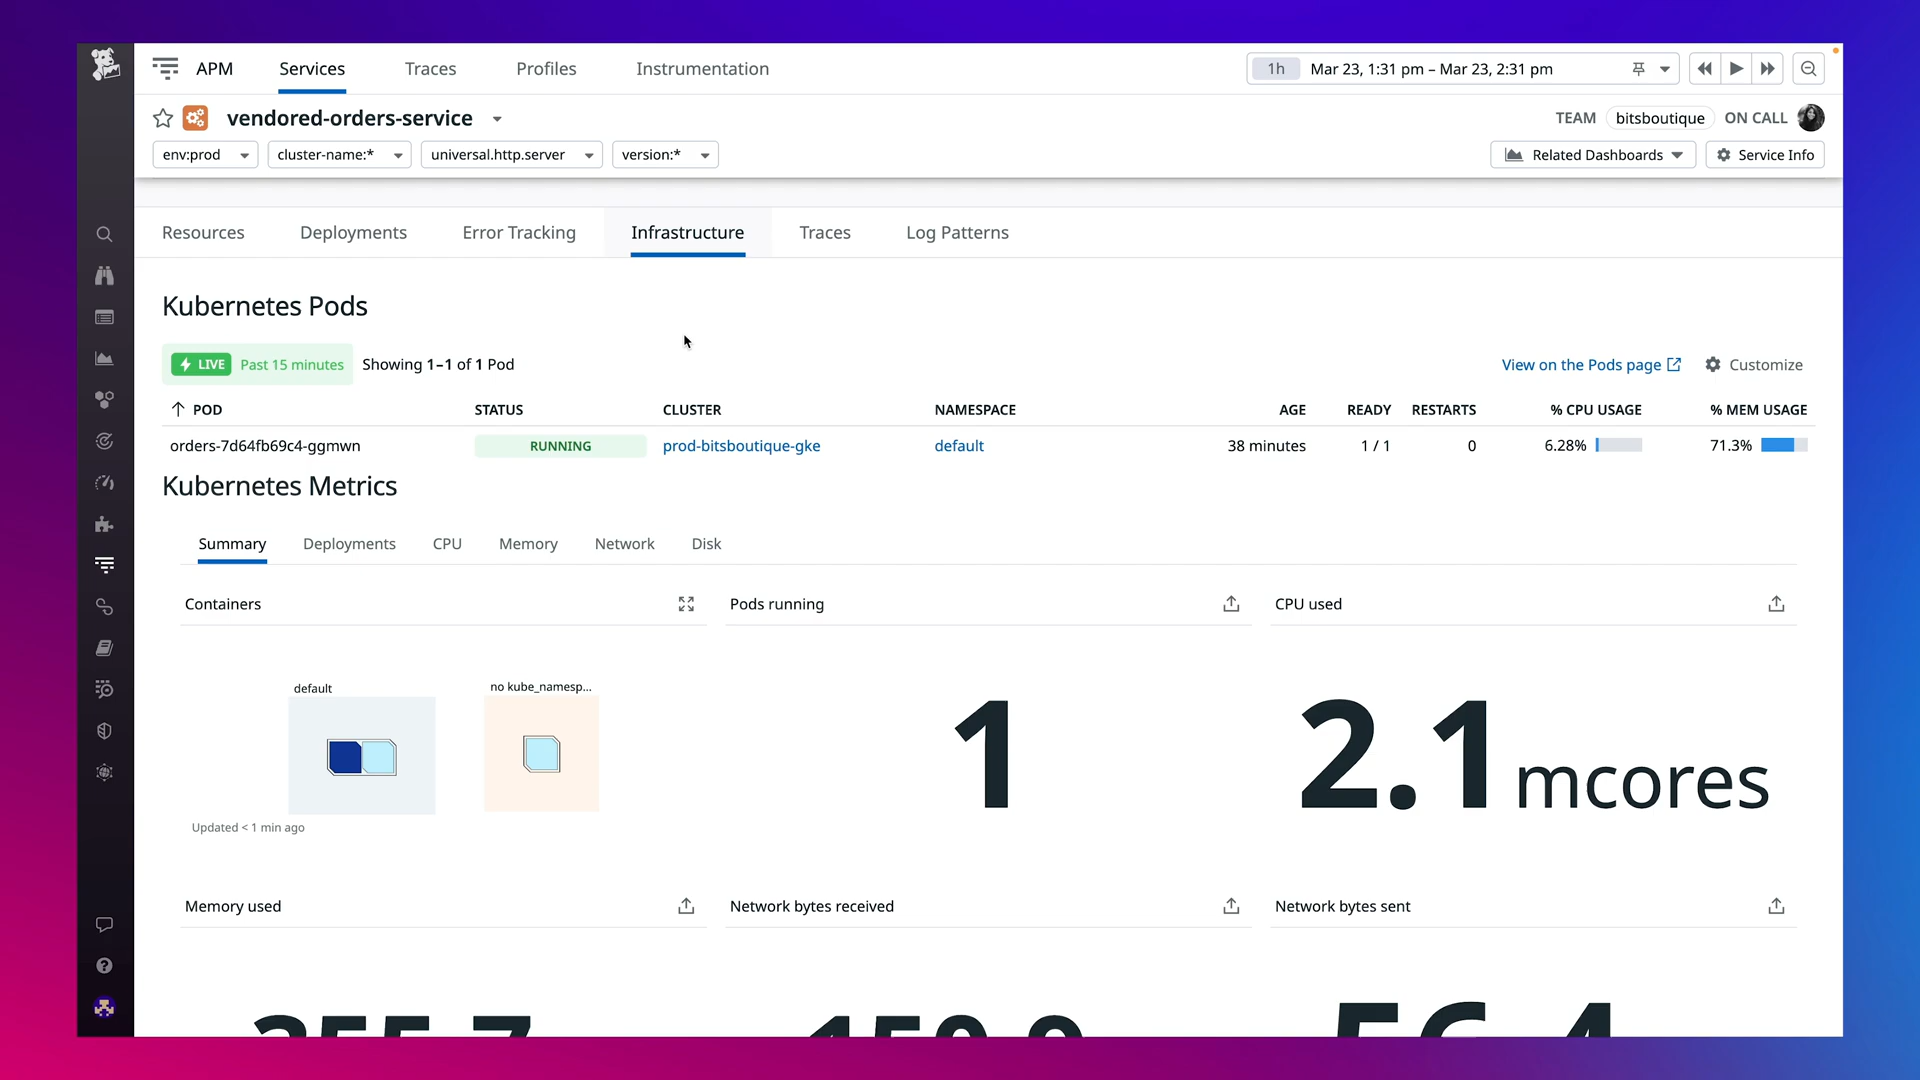 APM Services Traces Profiles Instrumentation 1h Mar 23, 1:31 pm – Mar 23, 2:31 pm
vendored-orders-service TEAM bitsboutique ON CALL
env:prod cluster-name:* universal.http.server version:* Related Dashboards Service Info
Resources Deployments Error Tracking Infrastructure Traces Log Patterns
Kubernetes Pods
LIVE Past 15 minutes Showing 1–1 of 1 Pod View on the Pods page Customize
POD STATUS CLUSTER NAMESPACE AGE READY RESTARTS % CPU USAGE % MEM USAGE
orders-7d64fb69c4-ggmwn RUNNING prod-bitsboutique-gke default 38 minutes 1 / 1 0 6.28% 71.3%
Kubernetes Metrics
Summary Deployments CPU Memory Network Disk
Containers Pods running CPU used
default no kube_namesp...
1 2.1 mcores
Updated < 1 min ago
Memory used Network bytes received Network bytes sent